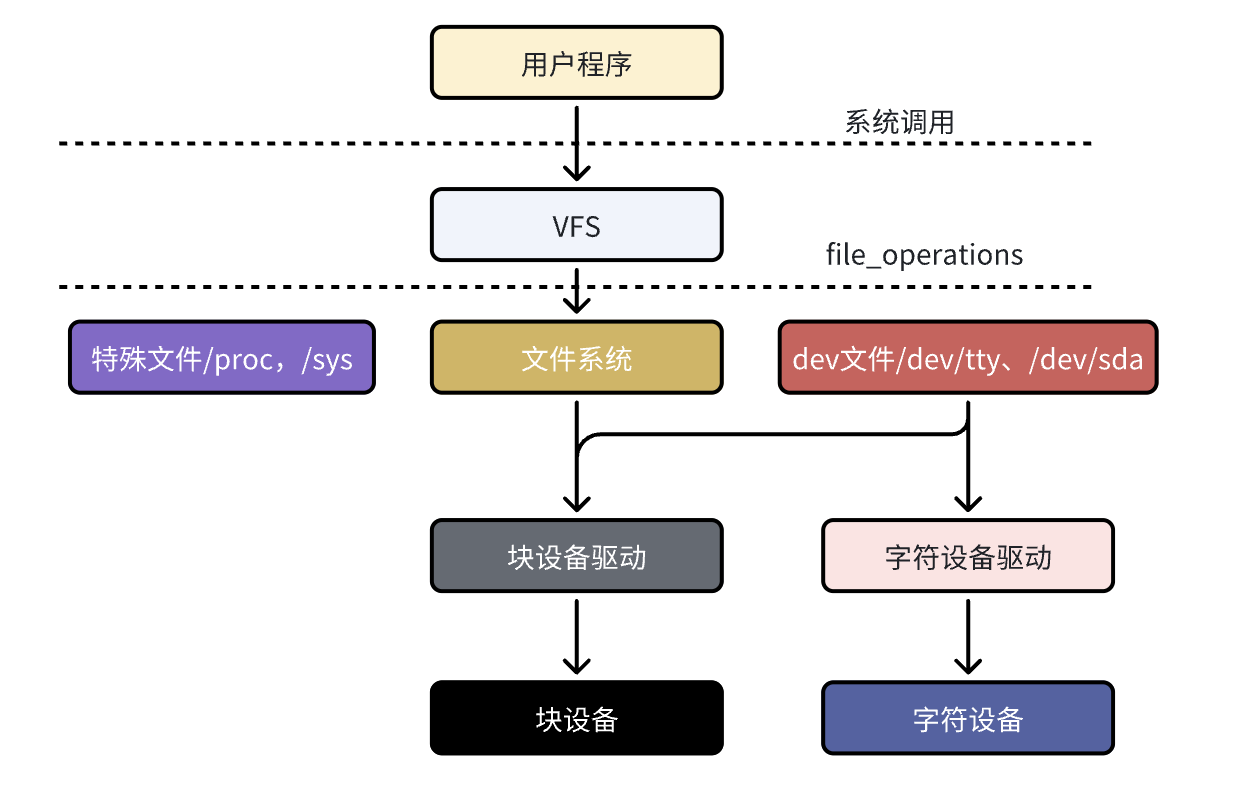 用户程序
系统调用
VFS
file_operations
特殊文件/proc，/sys
文件系统
dev文件/dev/tty、/dev/sda
块设备驱动
字符设备驱动
块设备
字符设备